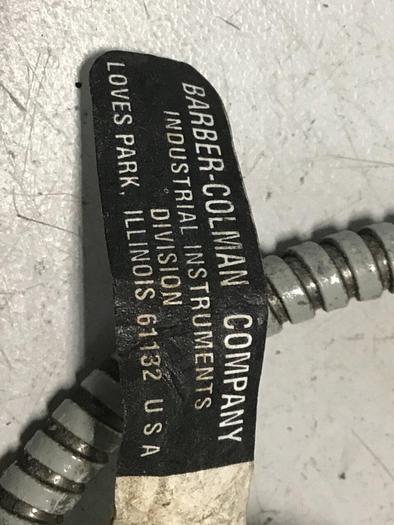 BARBER-COLMAN COMPANY
INDUSTRIAL INSTRUMENTS
DIVISION
LOVES PARK, ILLINOIS 61132 U S A